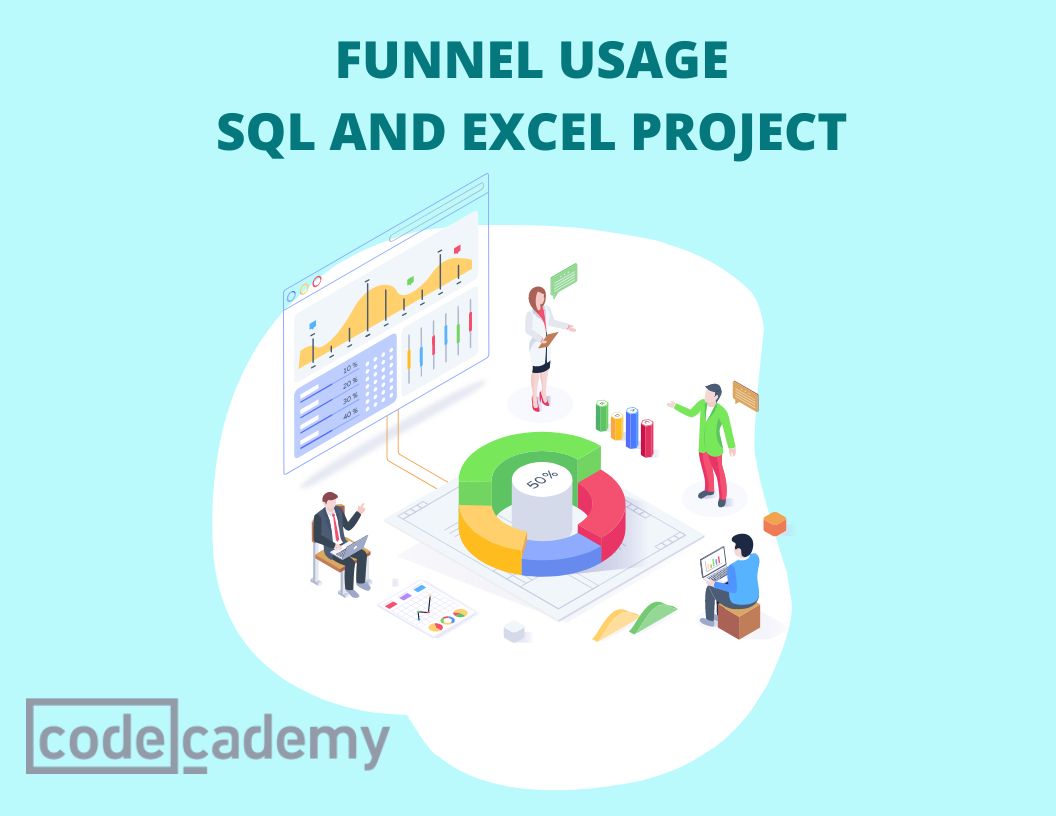 FUNNEL USAGE
SQL AND EXCEL PROJECT
10 %
20 %
30 %
40 %
50%
codecademy